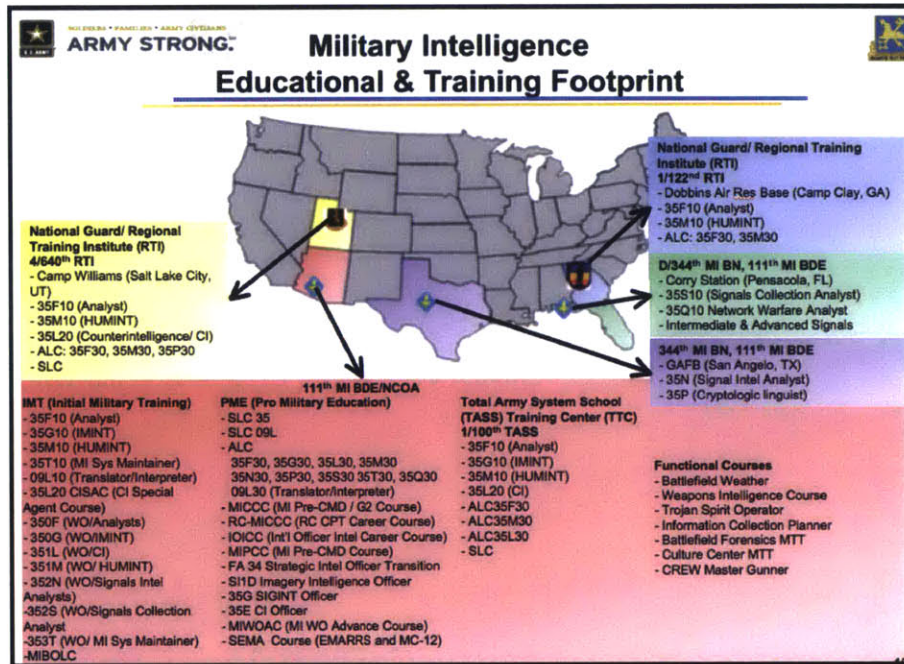 SOLDIERS * FAMILIES * ARMY CIVILIANS
U.S. ARMY
ARMY STRONG.™
Military Intelligence
Educational & Training Footprint
National Guard/ Regional Training
Institute (RTI)
1/122nd RTI
- Dobbins Air Res Base (Camp Clay, GA)
- 35F10 (Analyst)
- 35M10 (HUMINT)
- ALC: 35F30, 35M30
National Guard/ Regional
Training Institute (RTI)
4/640th RTI
- Camp Williams (Salt Lake City,
UT)
- 35F10 (Analyst)
- 35M10 (HUMINT)
- 35L20 (Counterintelligence/ CI)
- ALC: 35F30, 35M30, 35P30
- SLC
D/344th MI BN, 111th MI BDE
- Corry Station (Pensacola, FL)
- 35S10 (Signals Collection Analyst)
- 35Q10 Network Warfare Analyst
- Intermediate & Advanced Signals
344th MI BN, 111th MI BDE
- GAFB (San Angelo, TX)
- 35N (Signal Intel Analyst)
- 35P (Cryptologic linguist)
111th MI BDE/NCOA
IMT (Initial Military Training)
- 35F10 (Analyst)
- 35G10 (IMINT)
- 35M10 (HUMINT)
- 35T10 (MI Sys Maintainer)
- 09L10 (Translator/Interpreter)
- 35L20 CISAC (CI Special
Agent Course)
- 350F (WO/Analysts)
- 350G (WO/IMINT)
- 351L (WO/CI)
- 351M (WO/ HUMINT)
- 352N (WO/Signals Intel
Analysts)
-352S (WO/Signals Collection
Analyst
-353T (WO/ MI Sys Maintainer)
-MIBOLC
PME (Pro Military Education)
- SLC 35
- SLC 09L
- ALC
35F30, 35G30, 35L30, 35M30
35N30, 35P30, 35S30 35T30, 35Q30
09L30 (Translator/Interpreter)
- MICCC (MI Pre-CMD / G2 Course)
- RC-MICCC (RC CPT Career Course)
- IOICC (Int'l Officer Intel Career Course)
- MIPCC (MI Pre-CMD Course)
- FA 34 Strategic Intel Officer Transition
- SI1D Imagery Intelligence Officer
- 35G SIGINT Officer
- 35E CI Officer
- MIWOAC (MI WO Advance Course)
- SEMA Course (EMARRS and MC-12)
Total Army System School
(TASS) Training Center (TTC)
1/100th TASS
- 35F10 (Analyst)
- 35G10 (IMINT)
- 35M10 (HUMINT)
- 35L20 (CI)
- ALC35F30
- ALC35M30
- ALC35L30
- SLC
Functional Courses
- Battlefield Weather
- Weapons Intelligence Course
- Trojan Spirit Operator
- Information Collection Planner
- Battlefield Forensics MTT
- Culture Center MTT
- CREW Master Gunner